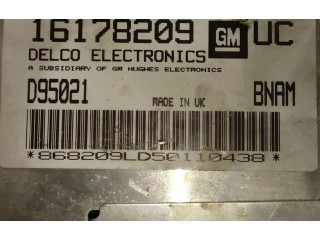 16178209 GM UC
DELCO ELECTRONICS
A SUBSIDIARY OF GM HUGHES ELECTRONICS
D95021 MADE IN UK BNAM
*868209LD50110438*